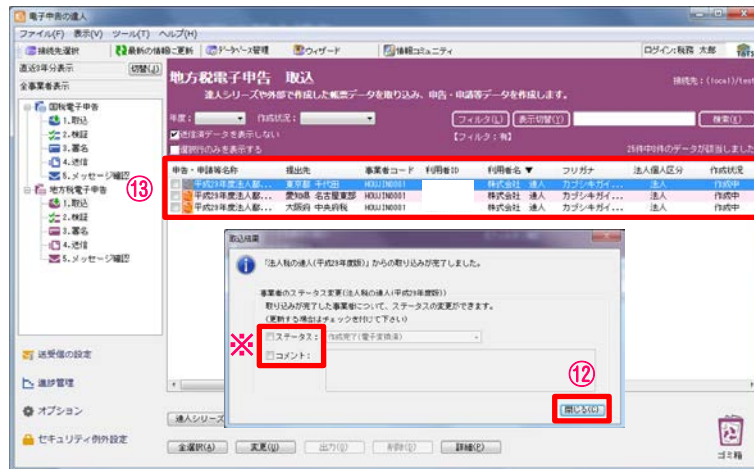 電子申告の達人
ファイル(F) 表示(V) ツール(T) ヘルプ(H)
接続先選択 最新の情報に更新 データベース管理 ウィザード 情報コミュニティ ログイン:税務 太郎
直近3年分表示 切替(J)
全事業者表示
国税電子申告
1.取込
2.検証
3.署名
4.送信
5.メッセージ確認
地方税電子申告
1.取込
2.検証
3.署名
4.送信
5.メッセージ確認
送受信の設定
進捗管理
オプション
セキュリティ例外設定
地方税電子申告 取込
接続先:(local)/test
達人シリーズや外部で作成した帳票データを取り込み、申告・申請等データを作成します。
年度: 作成状況: フィルタ(L) 表示切替(Y) 検索(X)
送信済データを表示しない 【フィルタ:有】
選択行のみを表示する
⑬
申告・申請等名称 提出先 事業者コード 利用者ID 利用者名 ▼ フリガナ 法人個人区分 作成状況
平成29年度法人都... 東京都 千代田 HOUJIN0001 株式会社 達人 カブシキガイ... 法人 作成中
平成29年度法人都... 愛知県 名古屋東部 HOUJIN0001 株式会社 達人 カブシキガイ... 法人 作成中
平成29年度法人都... 大阪府 中央府税 HOUJIN0001 株式会社 達人 カブシキガイ... 法人 作成中
取込結果
「法人税の達人(平成29年度版)」からの取り込みが完了しました。
事業者のステータス変更(法人税の達人(平成29年度版))
取り込みが完了した事業者について、ステータスの変更ができます。
(更新する場合はチェックを付けて下さい)
※
ステータス: 作成完了(電子変換済)
コメント:
⑫
閉じる(C)
達人シリーズ
全選択(A) 変更(U) 出力(O) 削除(D) 詳細(P)
ゴミ箱